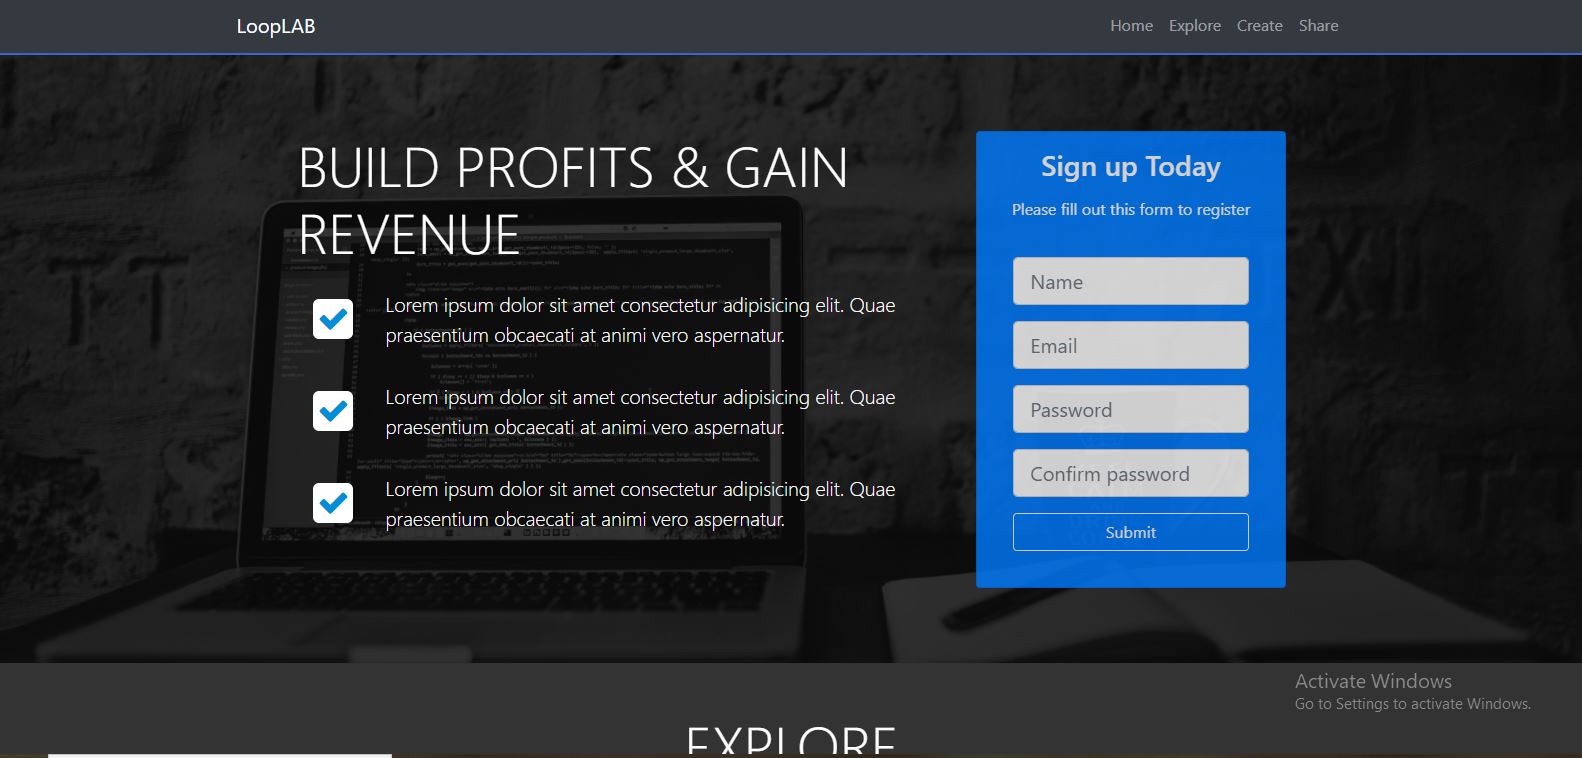 LoopLAB
Home Explore Create Share
BUILD PROFITS & GAIN
REVENUE
Lorem ipsum dolor sit amet consectetur adipisicing elit. Quae
praesentium obcaecati at animi vero aspernatur.
Lorem ipsum dolor sit amet consectetur adipisicing elit. Quae
praesentium obcaecati at animi vero aspernatur.
Lorem ipsum dolor sit amet consectetur adipisicing elit. Quae
praesentium obcaecati at animi vero aspernatur.
Sign up Today
Please fill out this form to register
Name
Email
Password
Confirm password
Submit
Activate Windows
Go to Settings to activate Windows.
EXPLORE